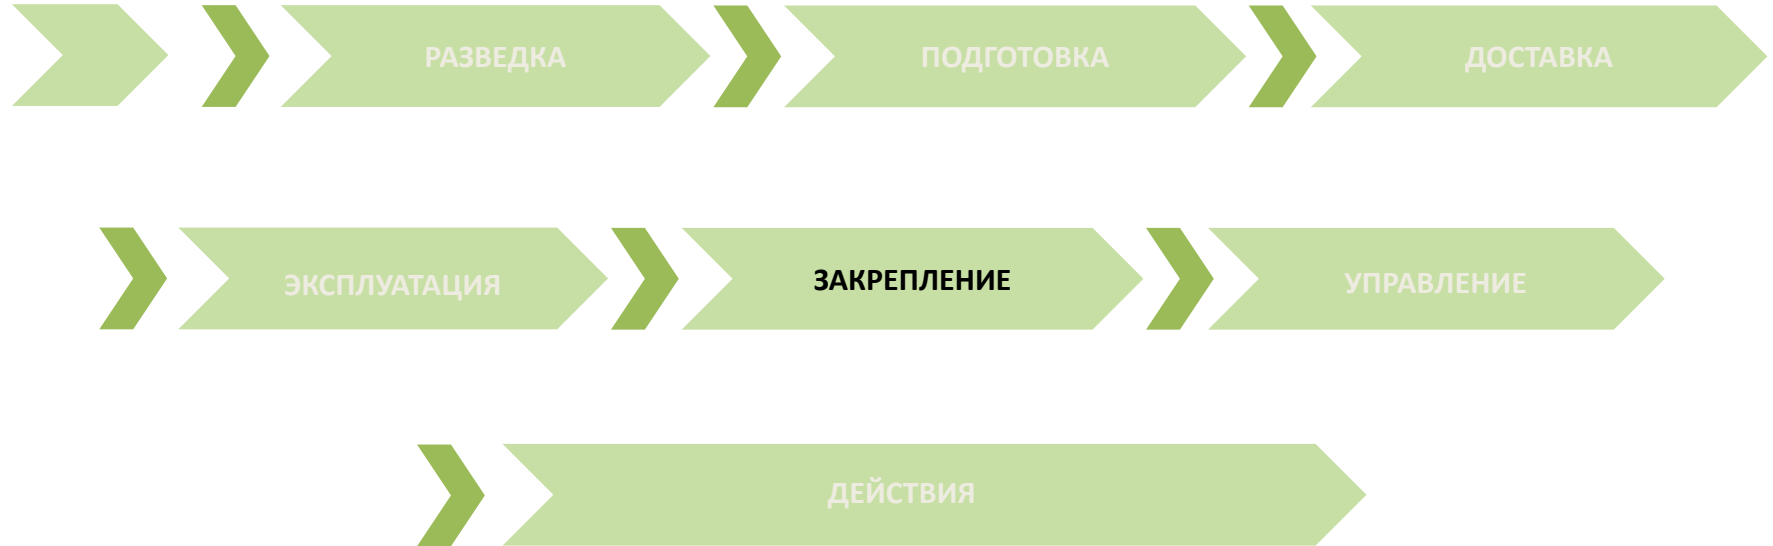 РАЗВЕДКА
ПОДГОТОВКА
ДОСТАВКА
ЭКСПЛУАТАЦИЯ
ЗАКРЕПЛЕНИЕ
УПРАВЛЕНИЕ
ДЕЙСТВИЯ